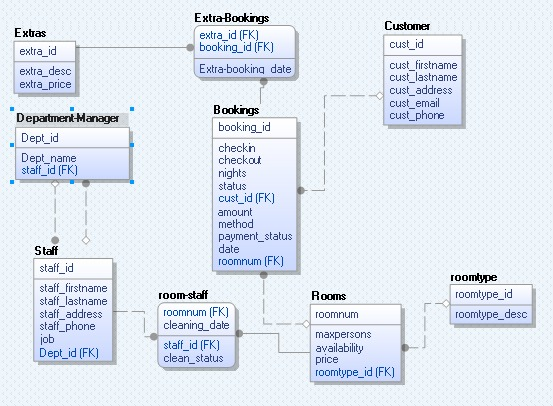 Extras
extra_id
extra_desc
extra_price
Extra-Bookings
extra_id (FK)
booking_id (FK)
Extra-booking_date
Customer
cust_id
cust_firstname
cust_lastname
cust_address
cust_email
cust_phone
Department-Manager
Dept_id
Dept_name
staff_id (FK)
Bookings
booking_id
checkin
checkout
nights
status
cust_id (FK)
amount
method
payment_status
date
roomnum (FK)
Staff
staff_id
staff_firstname
staff_lastname
staff_address
staff_phone
job
Dept_id (FK)
room-staff
roomnum (FK)
cleaning_date
staff_id (FK)
clean_status
Rooms
roomnum
maxpersons
availability
price
roomtype_id (FK)
roomtype
roomtype_id
roomtype_desc